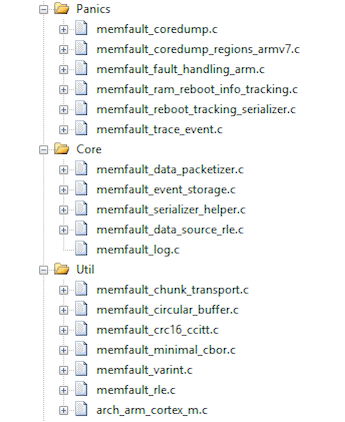 Panics
memfault_coredump.c
memfault_coredump_regions_armv7.c
memfault_fault_handling_arm.c
memfault_ram_reboot_info_tracking.c
memfault_reboot_tracking_serializer.c
memfault_trace_event.c
Core
memfault_data_packetizer.c
memfault_event_storage.c
memfault_serializer_helper.c
memfault_data_source_rle.c
memfault_log.c
Util
memfault_chunk_transport.c
memfault_circular_buffer.c
memfault_crc16_ccitt.c
memfault_minimal_cbor.c
memfault_varint.c
memfault_rle.c
arch_arm_cortex_m.c